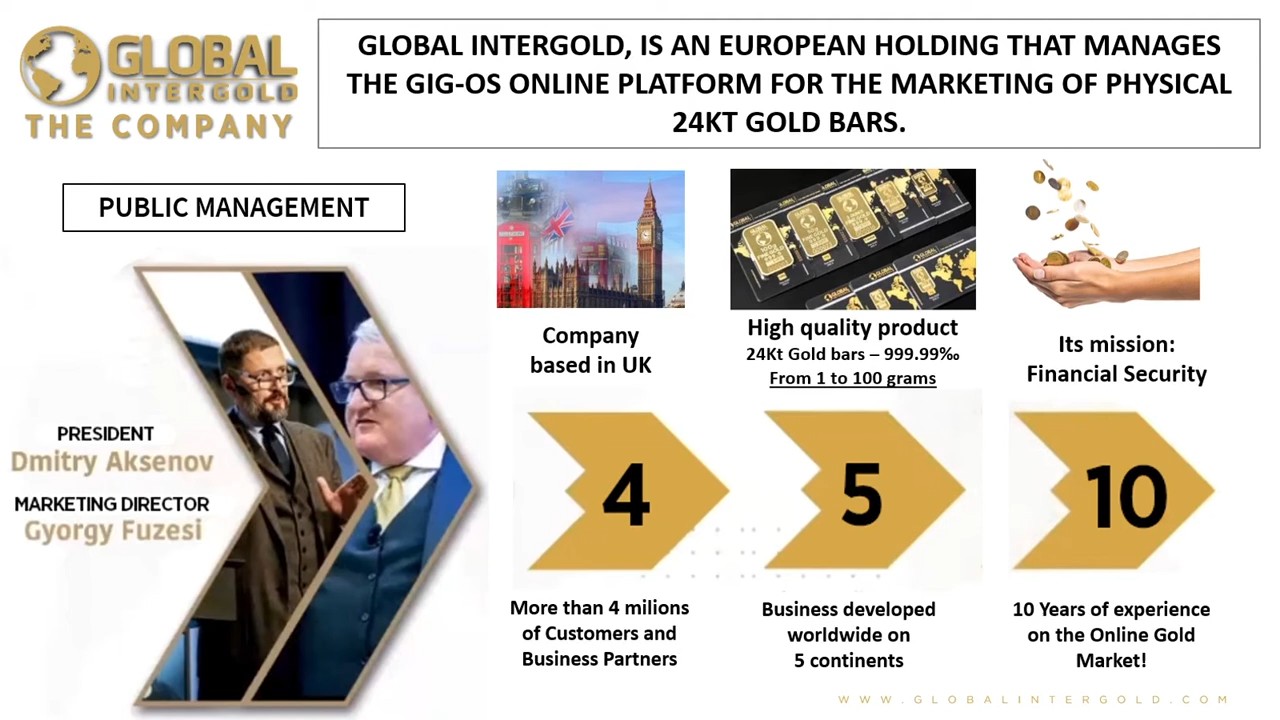 GLOBAL
INTERGOLD
THE COMPANY
GLOBAL INTERGOLD, IS AN EUROPEAN HOLDING THAT MANAGES
THE GIG-OS ONLINE PLATFORM FOR THE MARKETING OF PHYSICAL
24KT GOLD BARS.
PUBLIC MANAGEMENT
PRESIDENT
Dmitry Aksenov
MARKETING DIRECTOR
Gyorgy Fuzesi
Company
based in UK
High quality product
24Kt Gold bars – 999.99‰
From 1 to 100 grams
Its mission:
Financial Security
4
5
10
More than 4 milions
of Customers and
Business Partners
Business developed
worldwide on
5 continents
10 Years of experience
on the Online Gold
Market!
WWW.GLOBALINTERGOLD.COM